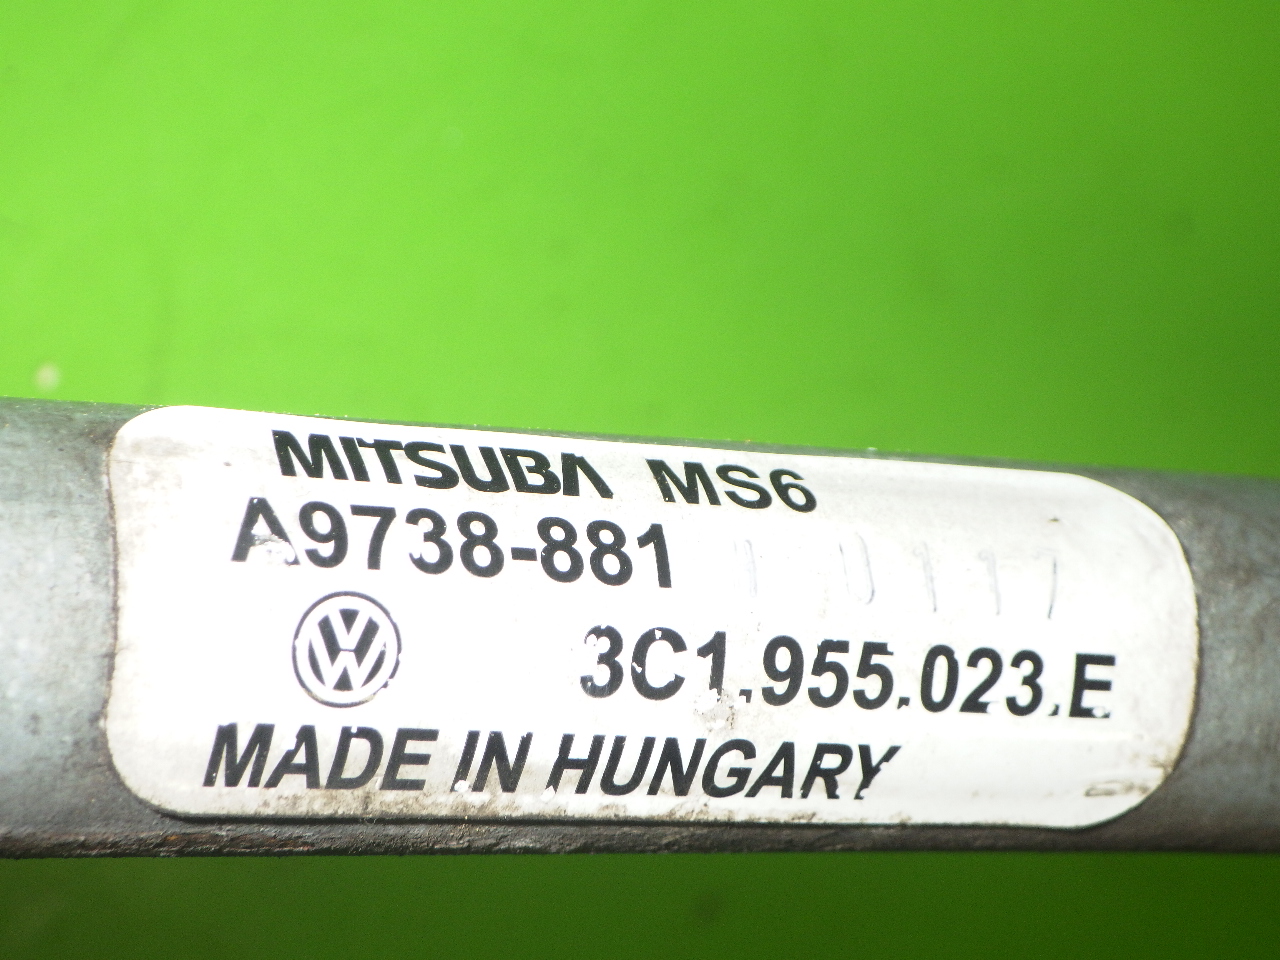 MITSUBA MS6
A9738-881
3C1.955.023.E
MADE IN HUNGARY